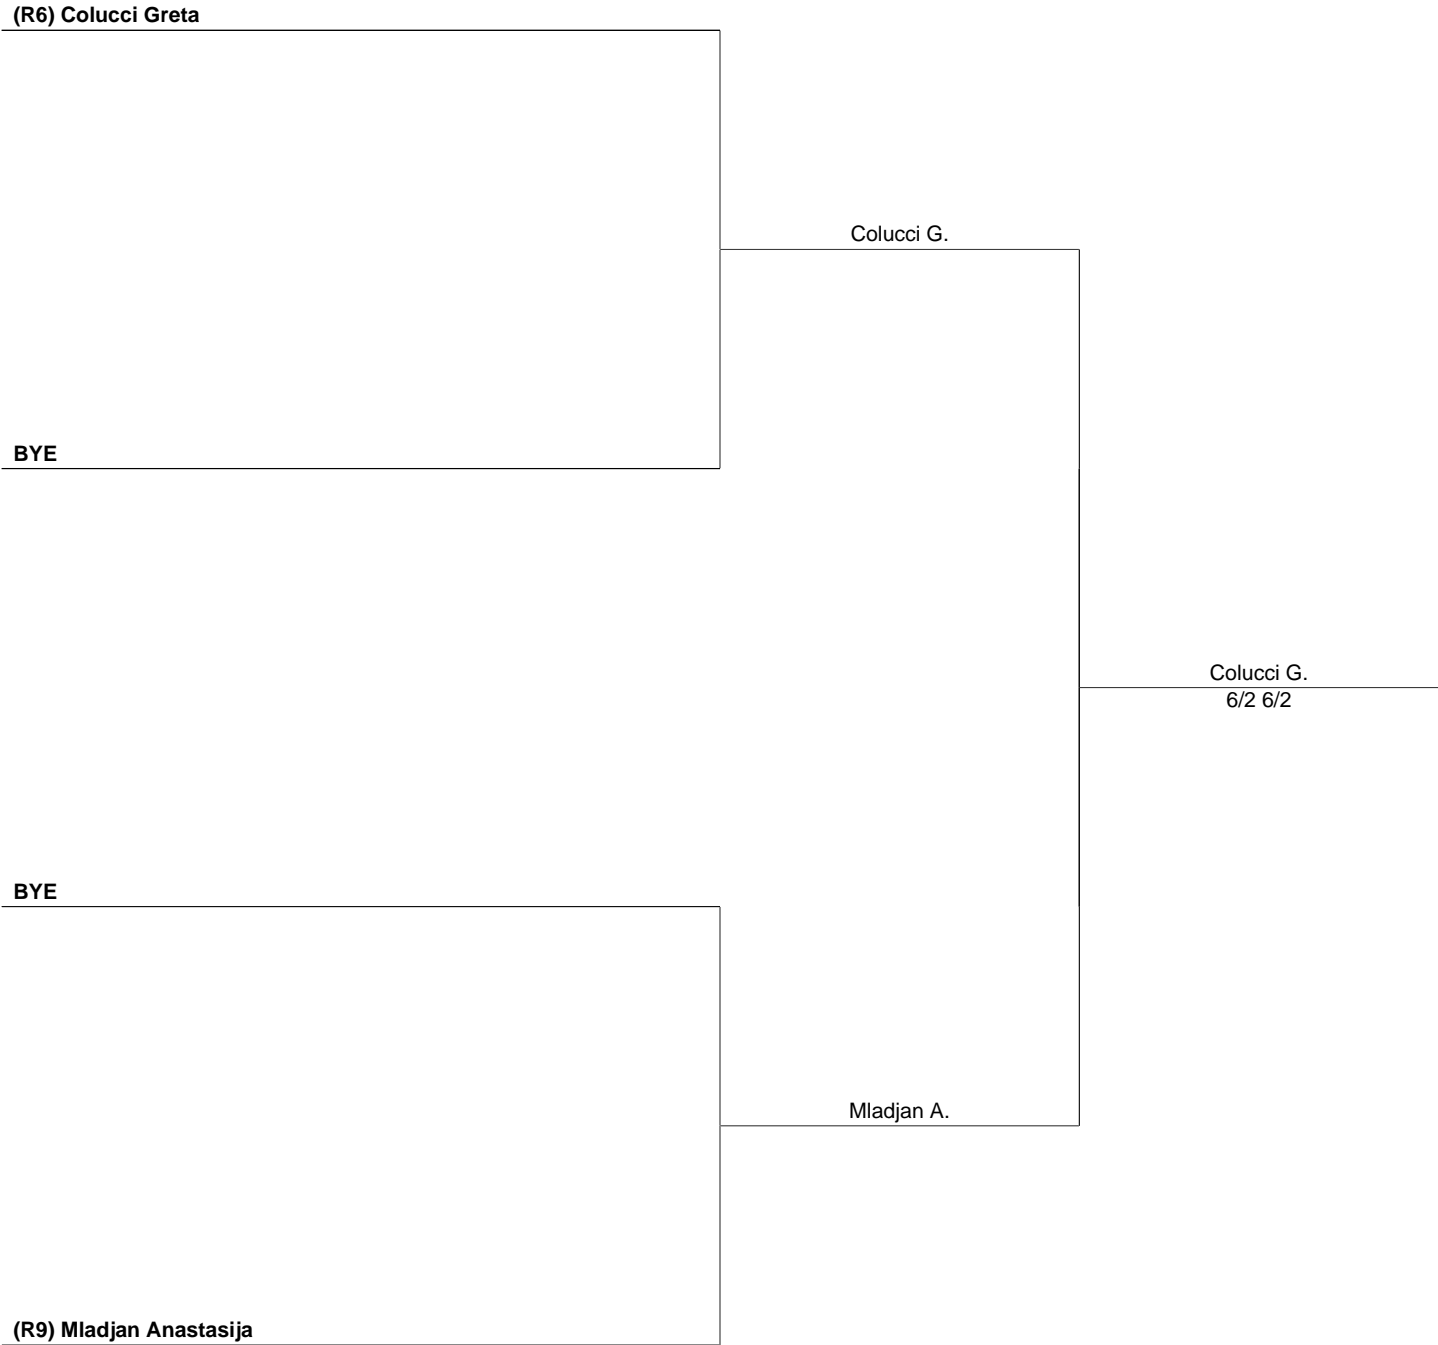 (R6) Colucci Greta
Colucci G.
BYE
Colucci G.
6/2 6/2
BYE
Mladjan A.
(R9) Mladjan Anastasija